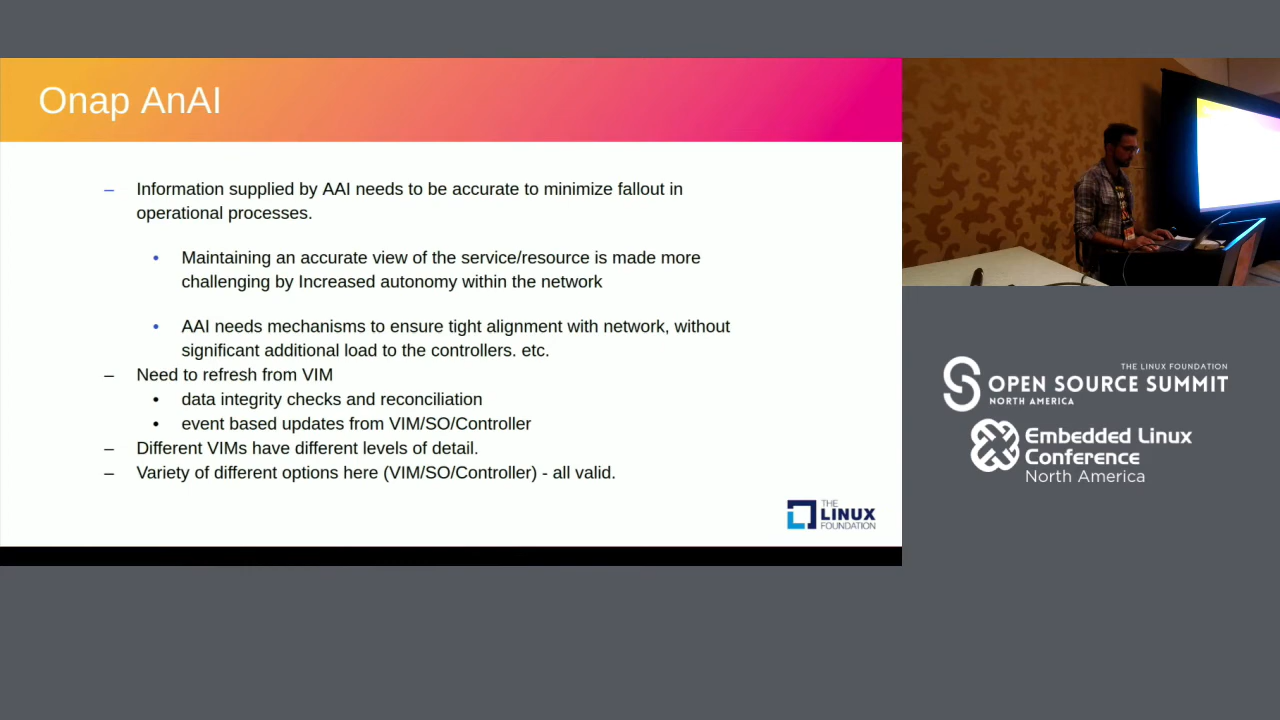 Onap AnAI
– Information supplied by AAI needs to be accurate to minimize fallout in
operational processes.
• Maintaining an accurate view of the service/resource is made more
challenging by Increased autonomy within the network
• AAI needs mechanisms to ensure tight alignment with network, without
significant additional load to the controllers. etc.
– Need to refresh from VIM
• data integrity checks and reconciliation
• event based updates from VIM/SO/Controller
– Different VIMs have different levels of detail.
– Variety of different options here (VIM/SO/Controller) - all valid.
THE
LINUX
FOUNDATION
THE LINUX FOUNDATION
OPEN SOURCE SUMMIT
NORTH AMERICA
Embedded Linux
Conference
North America